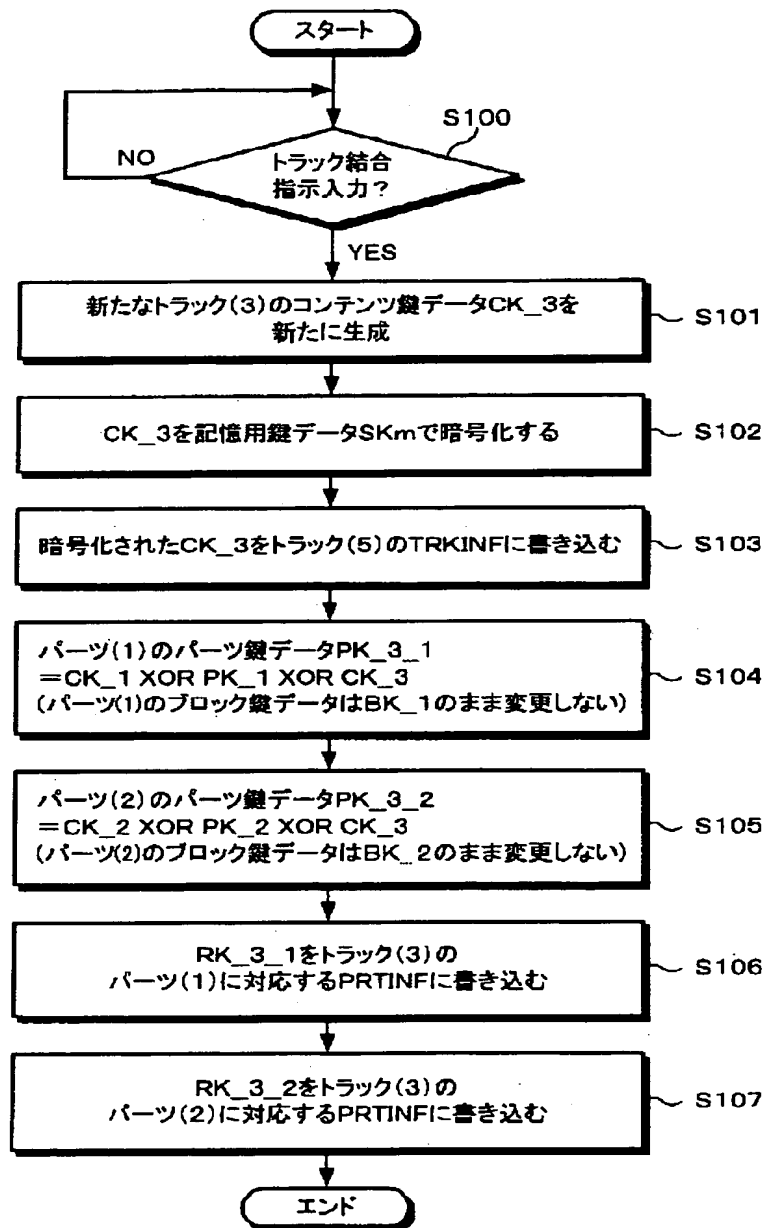 スタート
S100
NO
トラック結合
指示入力？
YES
新たなトラック(3)のコンテンツ鍵データCK_3を
新たに生成
S101
CK_3を記憶用鍵データSKmで暗号化する
S102
暗号化されたCK_3をトラック(5)のTRKINFに書き込む
S103
パーツ(1)のパーツ鍵データPK_3_1
＝CK_1 XOR PK_1 XOR CK_3
(パーツ(1)のブロック鍵データはBK_1のまま変更しない)
S104
パーツ(2)のパーツ鍵データPK_3_2
＝CK_2 XOR PK_2 XOR CK_3
(パーツ(2)のブロック鍵データはBK_2のまま変更しない)
S105
RK_3_1をトラック(3)の
パーツ(1)に対応するPRTINFに書き込む
S106
RK_3_2をトラック(3)の
パーツ(2)に対応するPRTINFに書き込む
S107
エンド